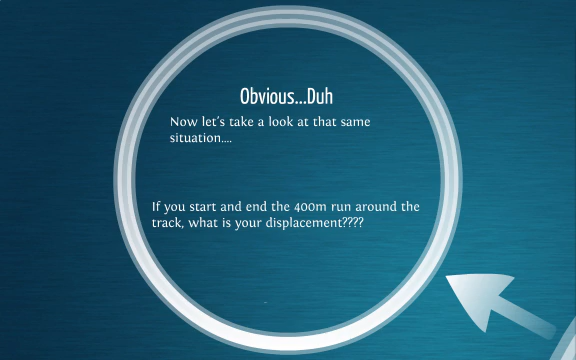 Obvious...Duh
Now let's take a look at that same
situation....
If you start and end the 400m run around the
track, what is your displacement????